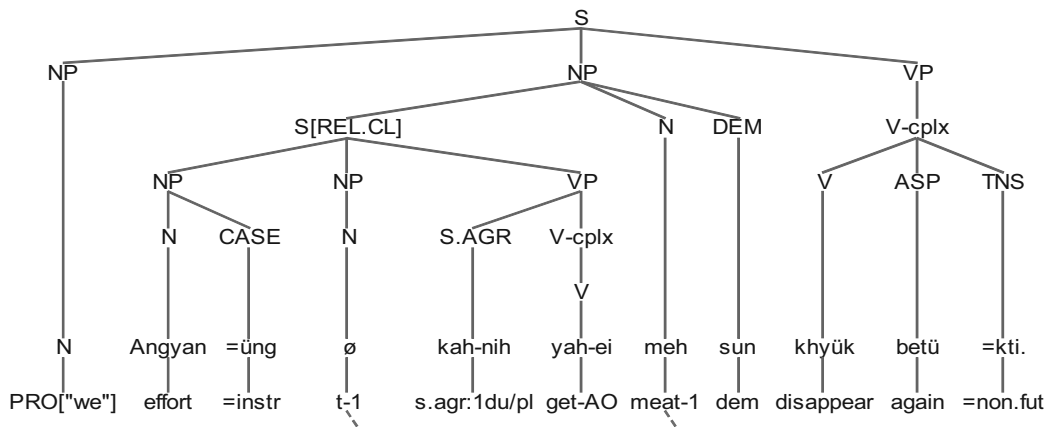 S
NP NP VP
S[REL.CL] N DEM V-cplx
NP NP VP V ASP TNS
N CASE N S.AGR V-cplx
V
N Angyan =üng ø kah-nih yah-ei meh sun khyük betü =kti.
PRO["we"] effort =instr t-1 s.agr:1du/pl get-AO meat-1 dem disappear again =non.fut